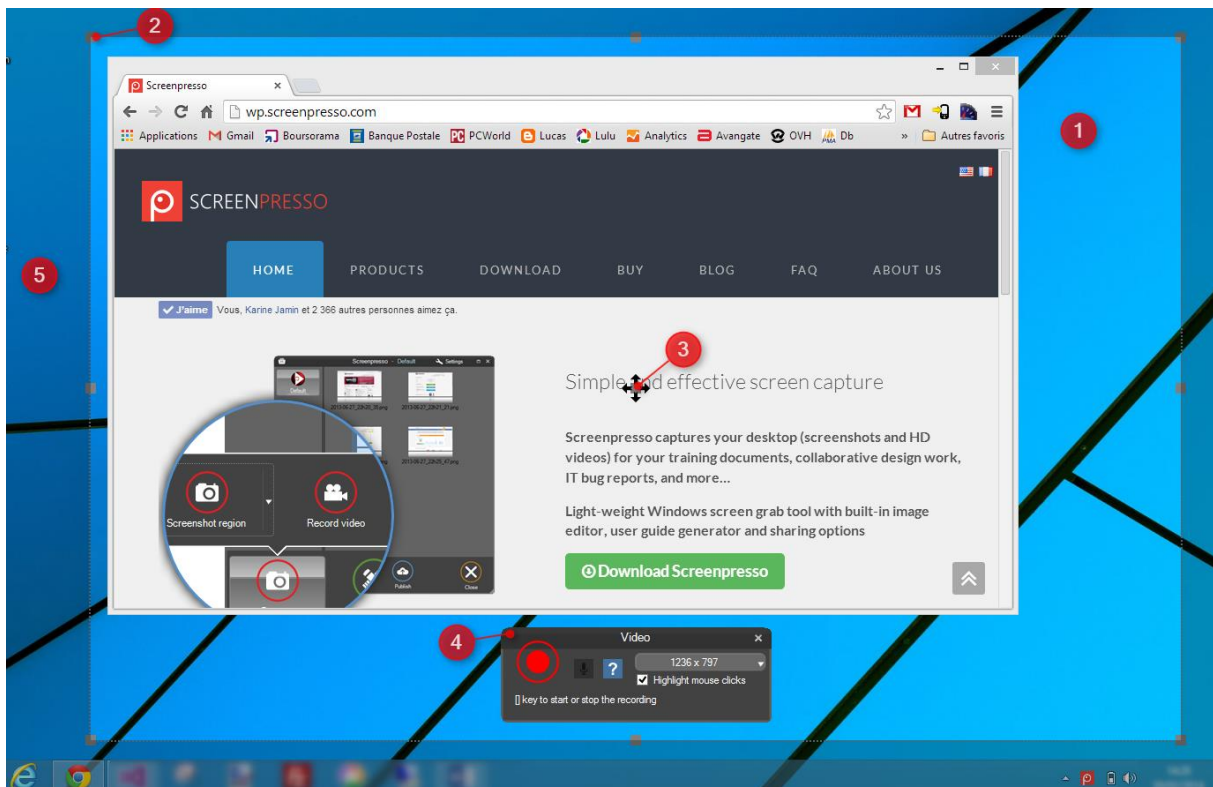 2
Screenpresso
wp.screenpresso.com
1
Applications Gmail Boursorama Banque Postale PCWorld Lucas Lulu Analytics Avangate OVH Db » Autres favoris
SCREENPRESSO
5
HOME PRODUCTS DOWNLOAD BUY BLOG FAQ ABOUT US
J'aime Vous, Karine Jamin et 2 366 autres personnes aimez ça.
3
Screenpresso - Default Settings
Default
Simple and effective screen capture
Screenpresso captures your desktop (screenshots and HD
videos) for your training documents, collaborative design work,
IT bug reports, and more...
Screenshot region Record video
Light-weight Windows screen grab tool with built-in image
editor, user guide generator and sharing options
Download Screenpresso
Publish Close
4
Video
1236 x 797
Highlight mouse clicks
[] key to start or stop the recording